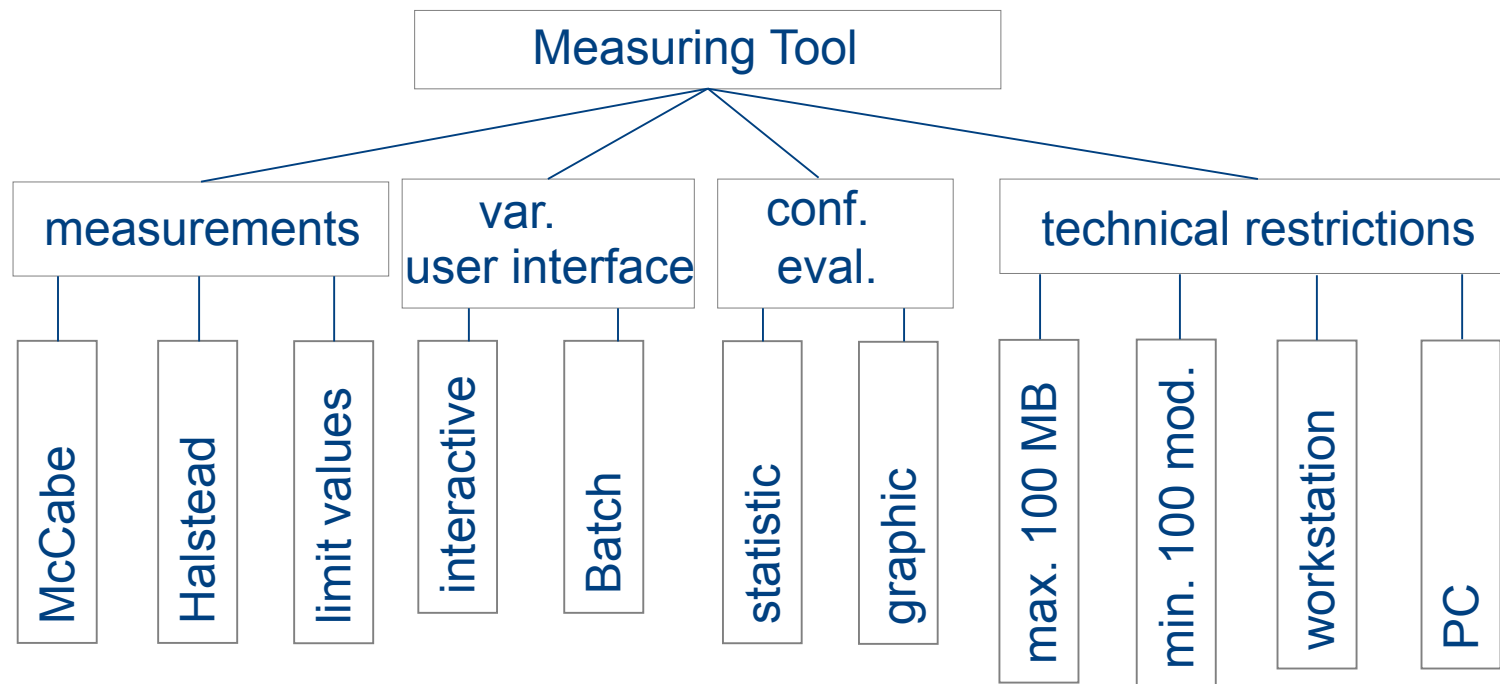 Measuring Tool
measurements
var.
user interface
conf.
eval.
technical restrictions
McCabe
Halstead
limit values
interactive
Batch
statistic
graphic
max. 100 MB
min. 100 mod.
workstation
PC